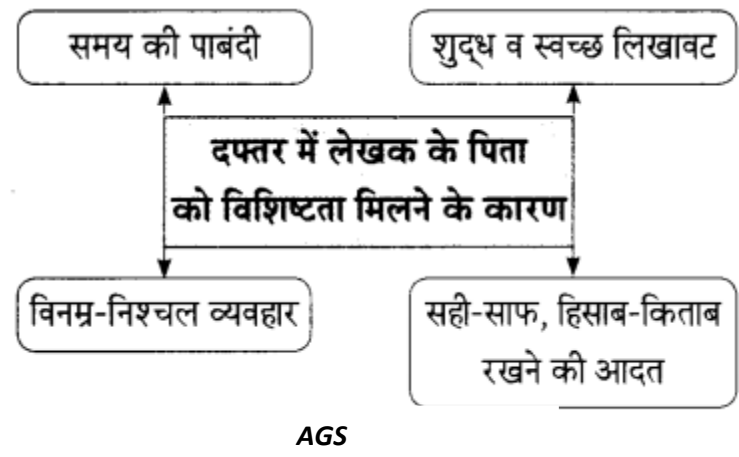 समय की पाबंदी
शुद्ध व स्वच्छ लिखावट
दफ्तर में लेखक के पिता
को विशिष्टता मिलने के कारण
विनम्र-निश्चल व्यवहार
सही-साफ, हिसाब-किताब
रखने की आदत
AGS